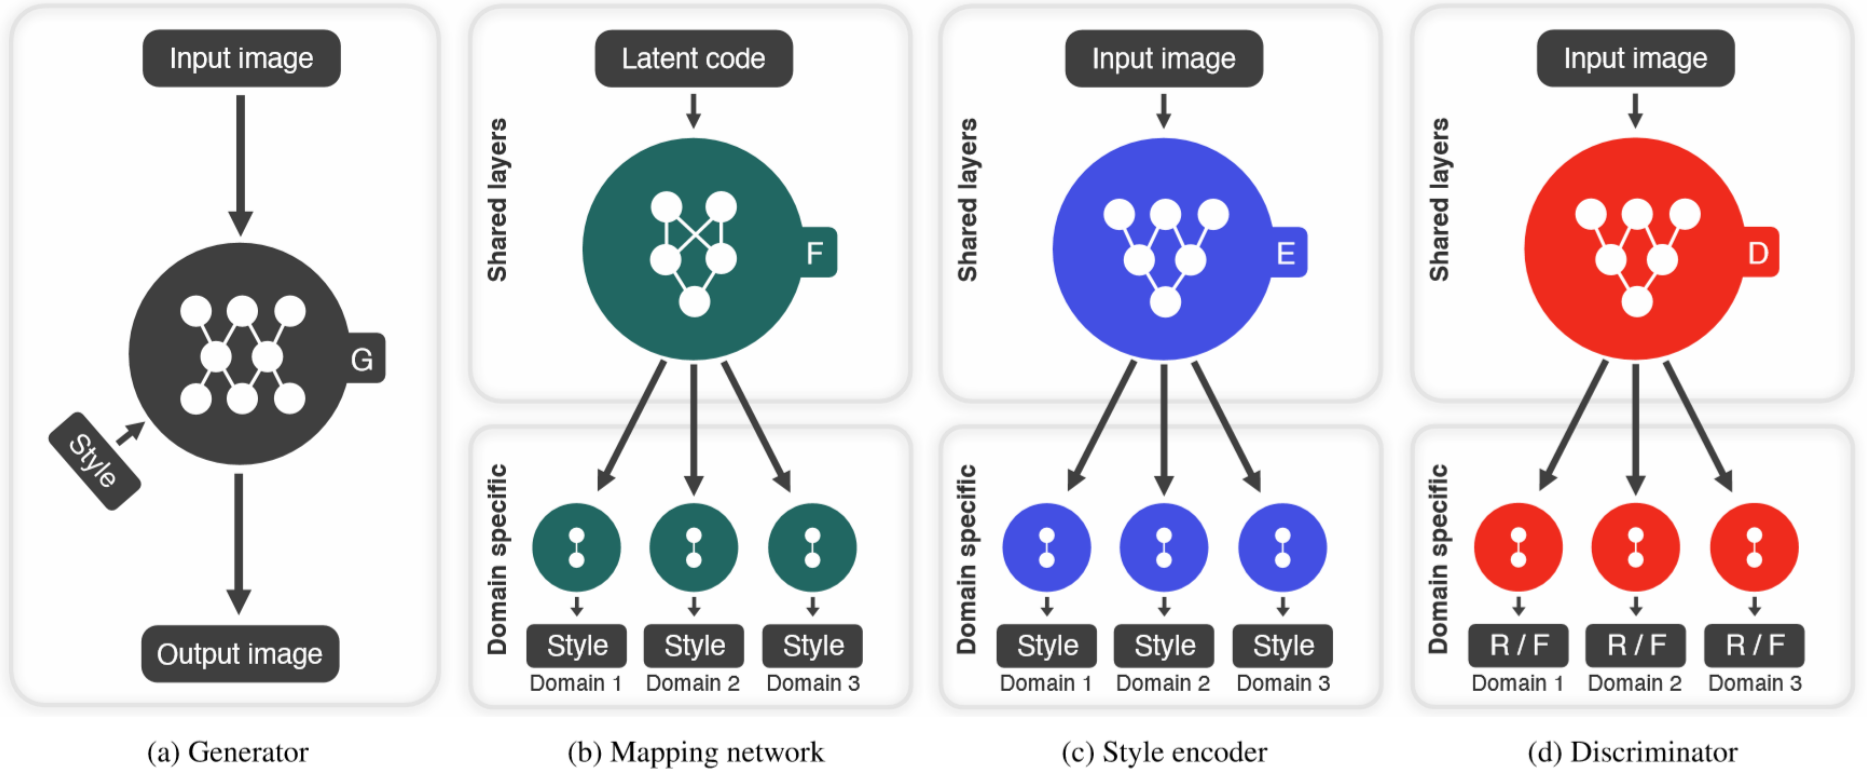 Input image
G
Style
Output image
(a) Generator
Latent code
Shared layers
F
Domain specific
Style Style Style
Domain 1 Domain 2 Domain 3
(b) Mapping network
Input image
Shared layers
E
Domain specific
Style Style Style
Domain 1 Domain 2 Domain 3
(c) Style encoder
Input image
Shared layers
D
Domain specific
R / F R / F R / F
Domain 1 Domain 2 Domain 3
(d) Discriminator